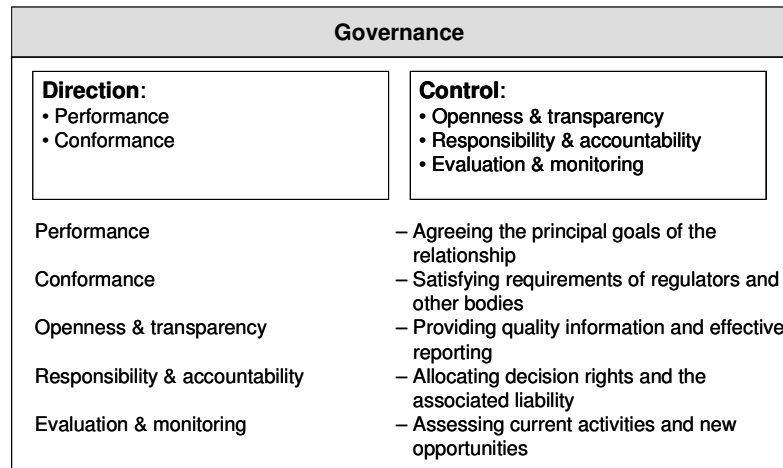 Governance
Direction:
• Performance
• Conformance
Control:
• Openness & transparency
• Responsibility & accountability
• Evaluation & monitoring
Performance – Agreeing the principal goals of the
relationship
Conformance – Satisfying requirements of regulators and
other bodies
Openness & transparency – Providing quality information and effective
reporting
Responsibility & accountability – Allocating decision rights and the
associated liability
Evaluation & monitoring – Assessing current activities and new
opportunities